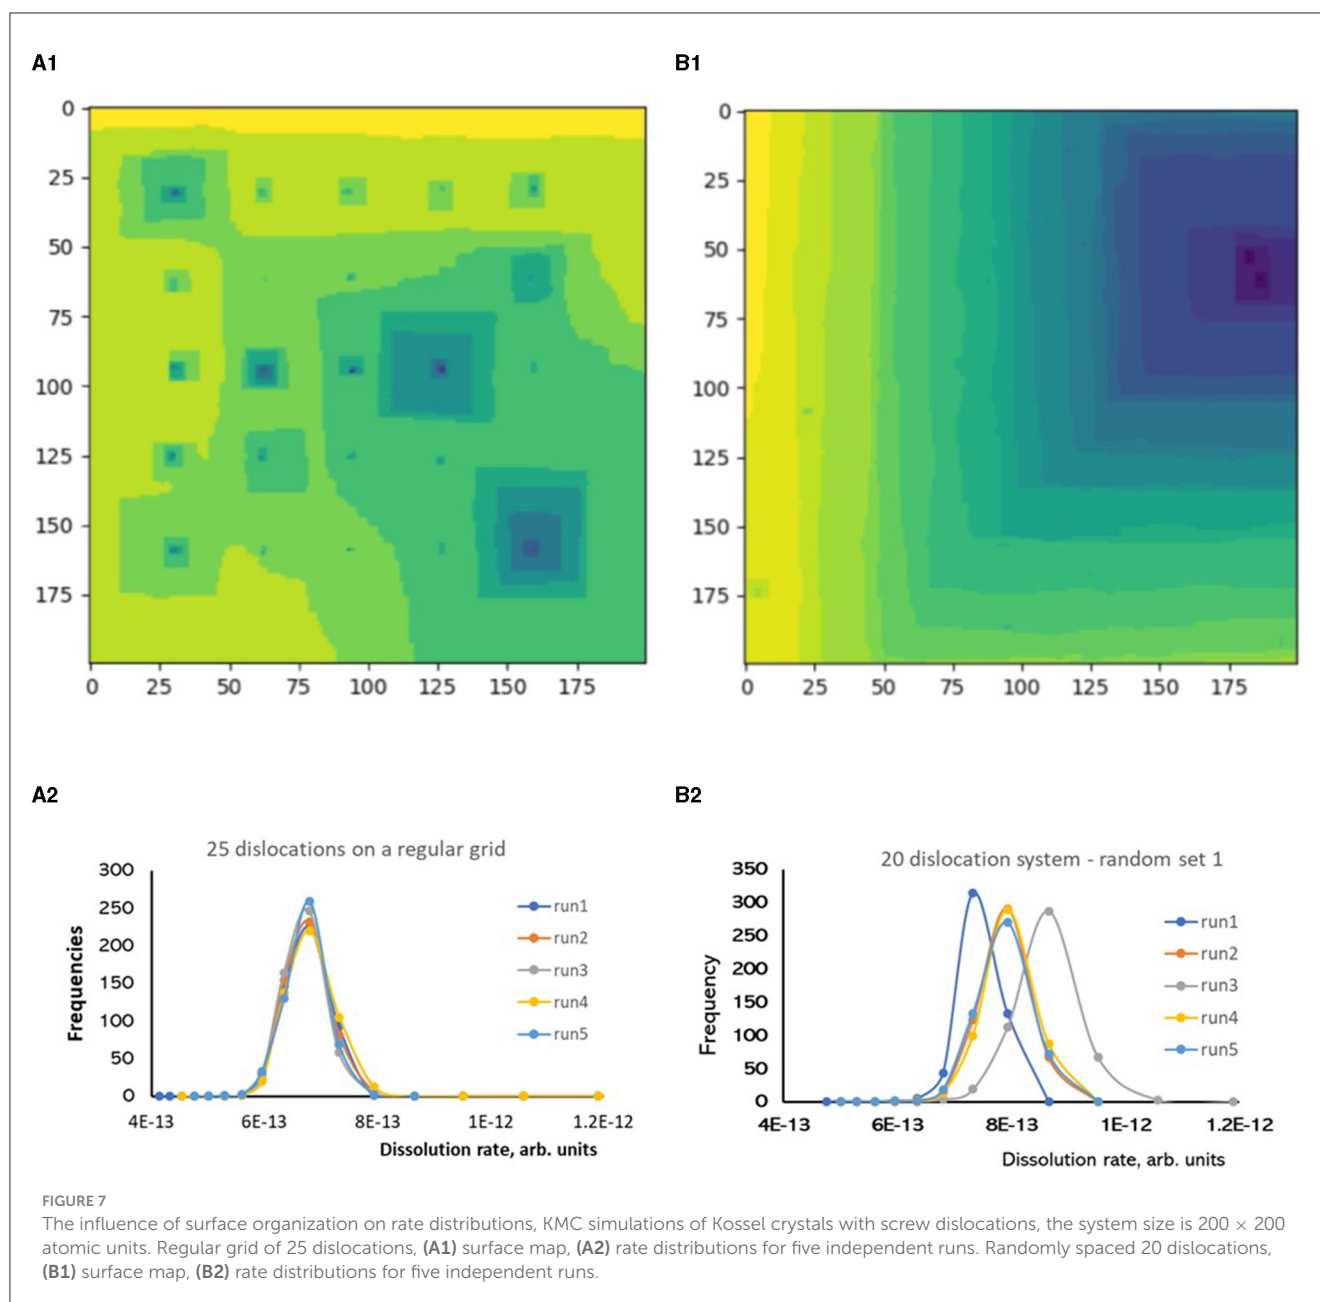 A1
B1
0
25
50
75
100
125
150
175
0 25 50 75 100 125 150 175
0
25
50
75
100
125
150
175
0 25 50 75 100 125 150 175
A2
B2
25 dislocations on a regular grid
300
250
200
150
100
50
0
Frequencies
4E-13 6E-13 8E-13 1E-12 1.2E-12
Dissolution rate, arb. units
run1
run2
run3
run4
run5
20 dislocation system - random set 1
350
300
250
200
150
100
50
0
Frequency
4E-13 6E-13 8E-13 1E-12 1.2E-12
Dissolution rate, arb. units
run1
run2
run3
run4
run5
FIGURE 7
The influence of surface organization on rate distributions, KMC simulations of Kossel crystals with screw dislocations, the system size is 200 × 200
atomic units. Regular grid of 25 dislocations, (A1) surface map, (A2) rate distributions for five independent runs. Randomly spaced 20 dislocations,
(B1) surface map, (B2) rate distributions for five independent runs.